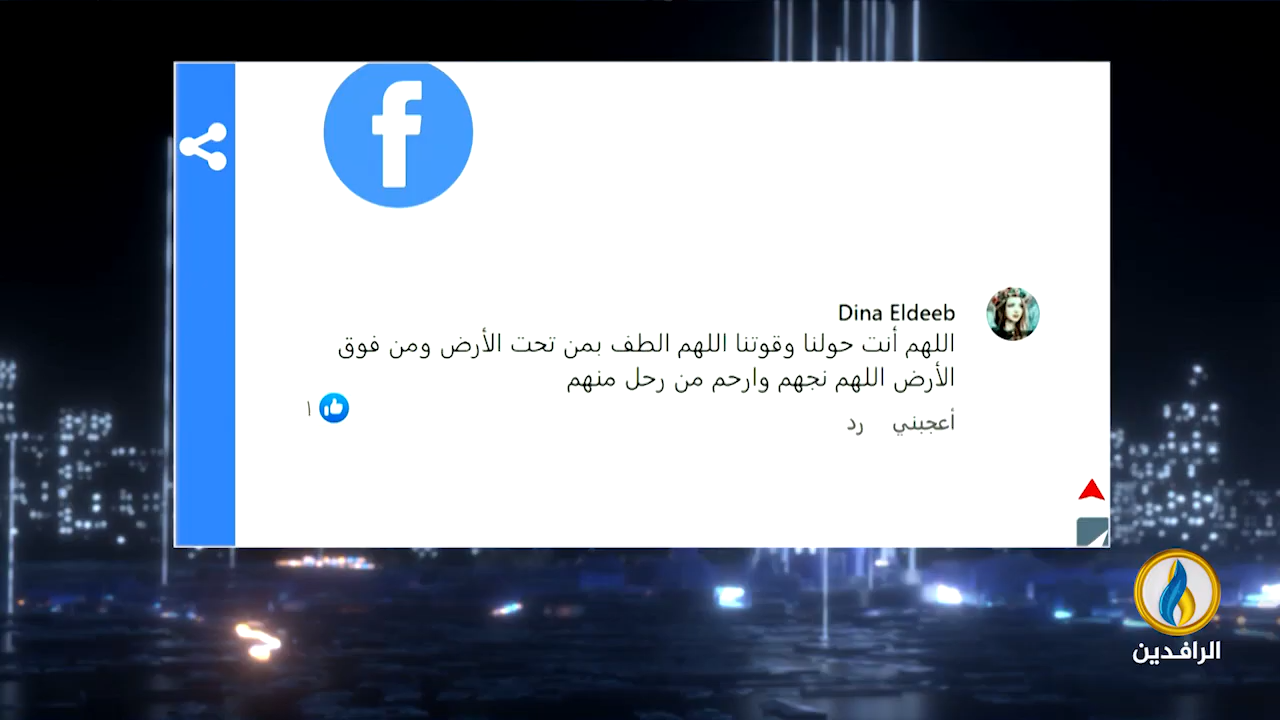 Dina Eldeeb
اللهم أنت حولنا وقوتنا اللهم الطف بمن تحت الأرض ومن فوق
الأرض اللهم نجهم وارحم من رحل منهم
١
أعجبني رد
الرافدين